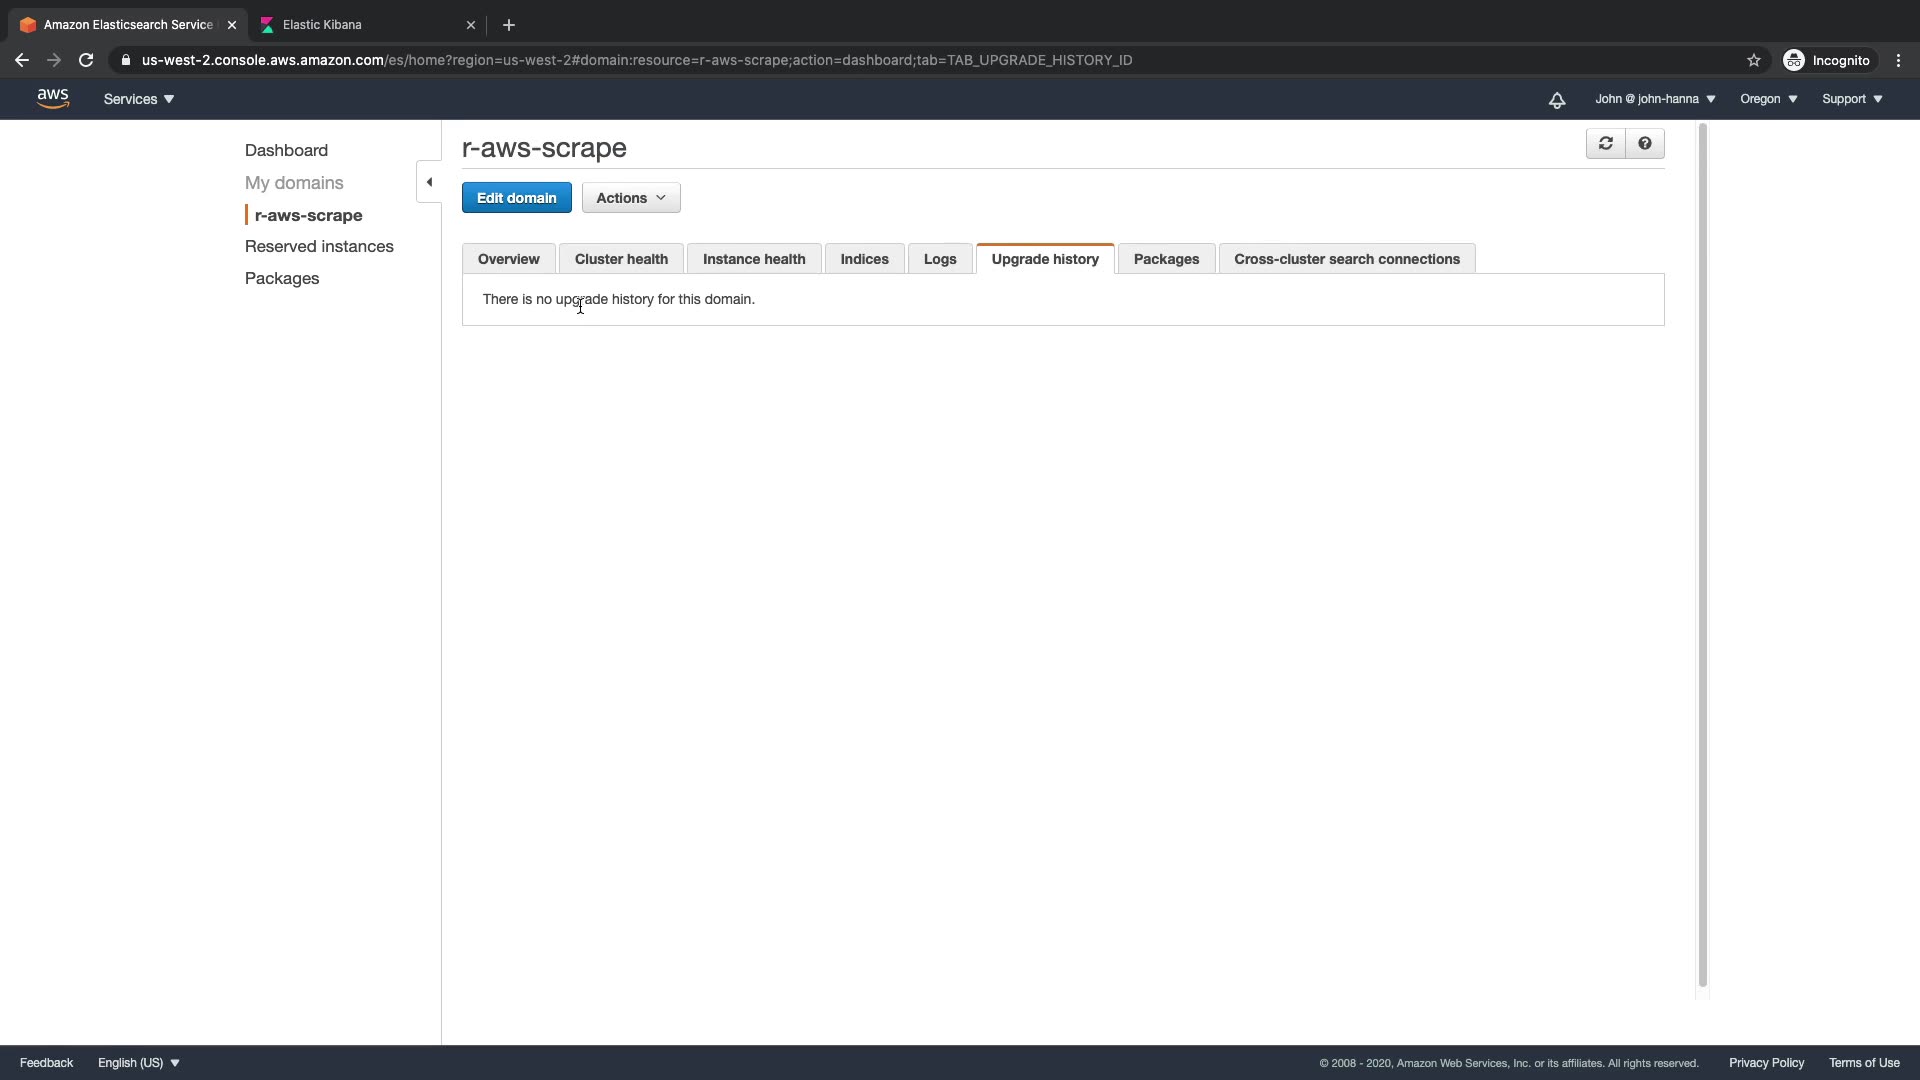 Amazon Elasticsearch Service
Elastic Kibana
us-west-2.console.aws.amazon.com/es/home?region=us-west-2#domain:resource=r-aws-scrape;action=dashboard;tab=TAB_UPGRADE_HISTORY_ID
Incognito
aws
Services
John @ john-hanna
Oregon
Support
Dashboard
My domains
r-aws-scrape
Reserved instances
Packages
r-aws-scrape
Edit domain
Actions
Overview
Cluster health
Instance health
Indices
Logs
Upgrade history
Packages
Cross-cluster search connections
There is no upgrade history for this domain.
Feedback
English (US)
© 2008 - 2020, Amazon Web Services, Inc. or its affiliates. All rights reserved.
Privacy Policy
Terms of Use